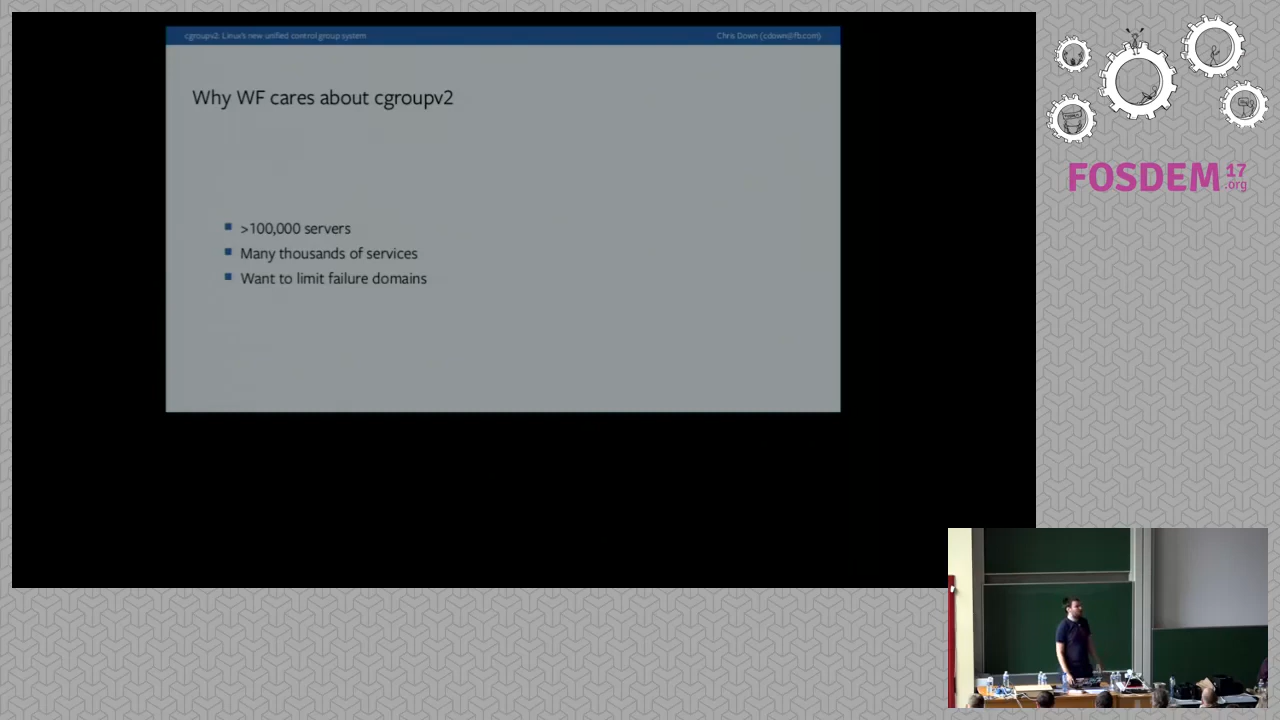 cgroupv2: Linux's new unified control group system
Chris Down (cdown@fb.com)
Why WF cares about cgroupv2
>100,000 servers
Many thousands of services
Want to limit failure domains
FOSDEM 17
.org